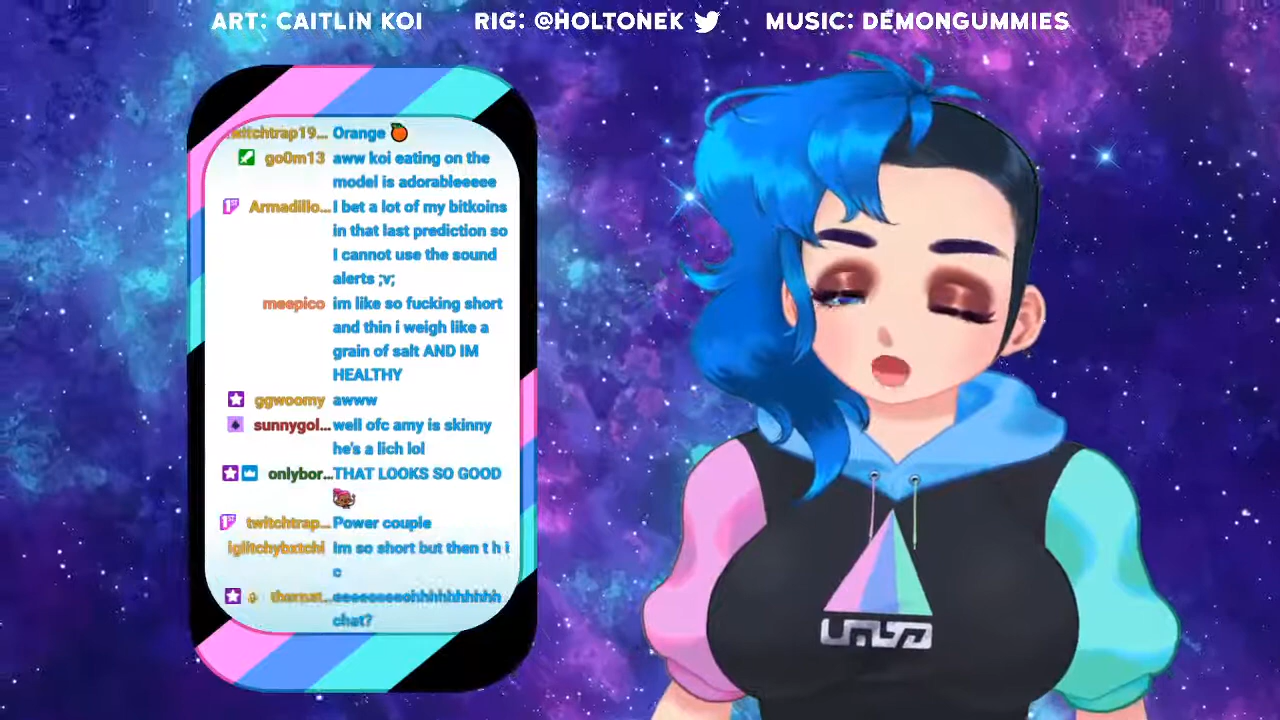 ART: CAITLIN KOI RIG: @HOLTONEK MUSIC: DEMONGUMMIES
witchtrap19... Orange
go0m13 aww koi eating on the
model is adorableeeee
Armadillo... I bet a lot of my bitkoins
in that last prediction so
I cannot use the sound
alerts ;v;
meepico im like so fucking short
and thin i weigh like a
grain of salt AND IM
HEALTHY
ggwoomy awww
sunnygol... well ofc amy is skinny
he's a lich lol
onlybor... THAT LOOKS SO GOOD
twitchtrap... Power couple
iglitchybxtchi Im so short but then t h i
c
chat?